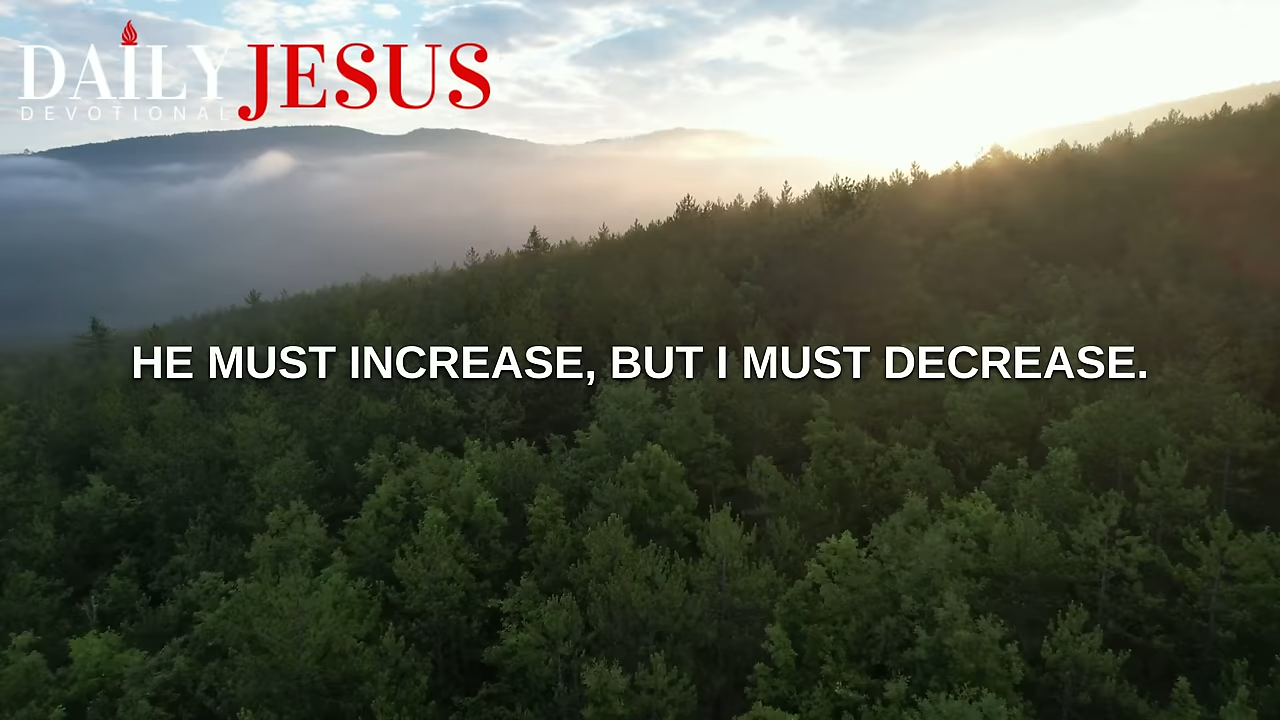 DAILY JESUS
DEVOTIONAL
HE MUST INCREASE, BUT I MUST DECREASE.